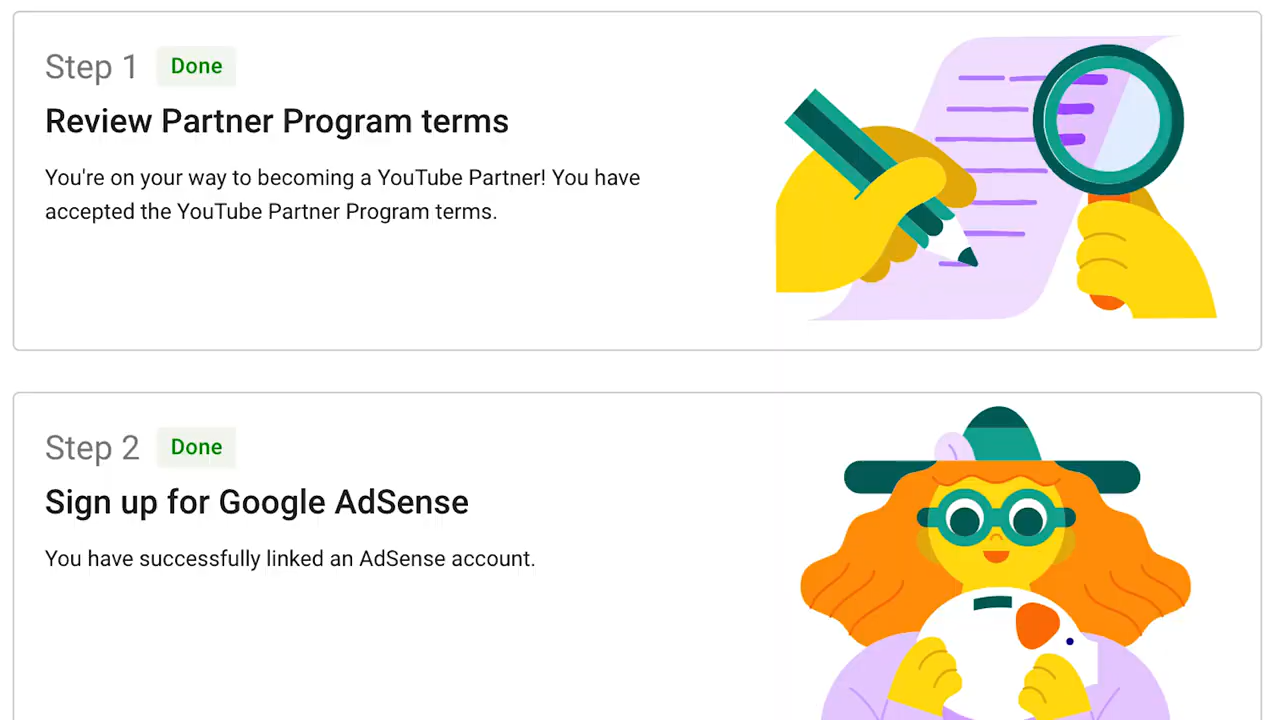 Step 1 Done
Review Partner Program terms
You're on your way to becoming a YouTube Partner! You have
accepted the YouTube Partner Program terms.
Step 2 Done
Sign up for Google AdSense
You have successfully linked an AdSense account.